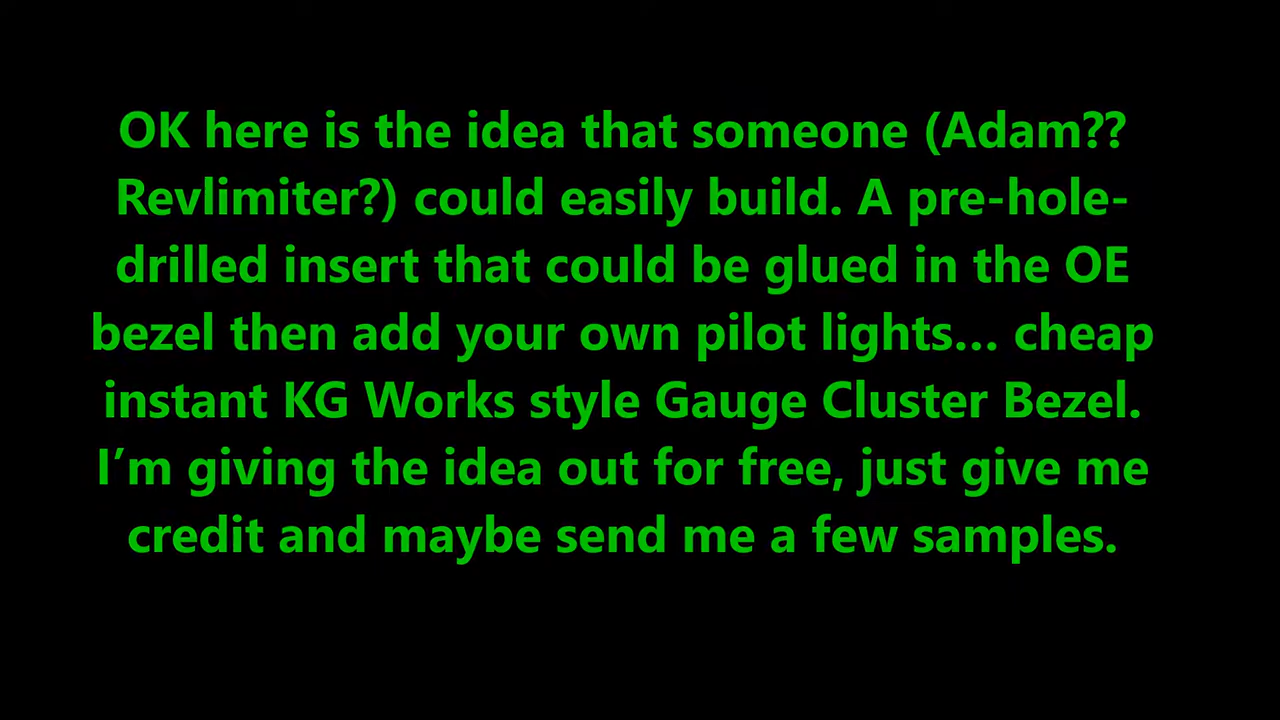 OK here is the idea that someone (Adam??
Revlimiter?) could easily build. A pre-hole-
drilled insert that could be glued in the OE
bezel then add your own pilot lights... cheap
instant KG Works style Gauge Cluster Bezel.
I’m giving the idea out for free, just give me
credit and maybe send me a few samples.